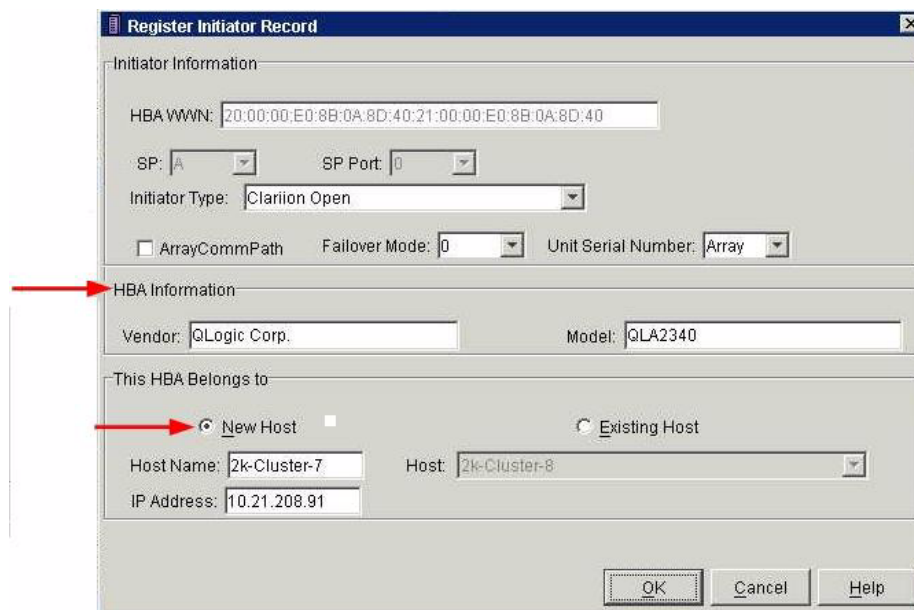 Register Initiator Record
Initiator Information
HBA WWN: 20:00:00:E0:8B:0A:8D:40:21:00:00:E0:8B:0A:8D:40
SP: A SP Port: 0
Initiator Type: Clariion Open
ArrayCommPath Failover Mode: 0 Unit Serial Number: Array
HBA Information
Vendor: QLogic Corp. Model: QLA2340
This HBA Belongs to
New Host Existing Host
Host Name: 2k-Cluster-7 Host: 2k-Cluster-8
IP Address: 10.21.208.91
OK Cancel Help